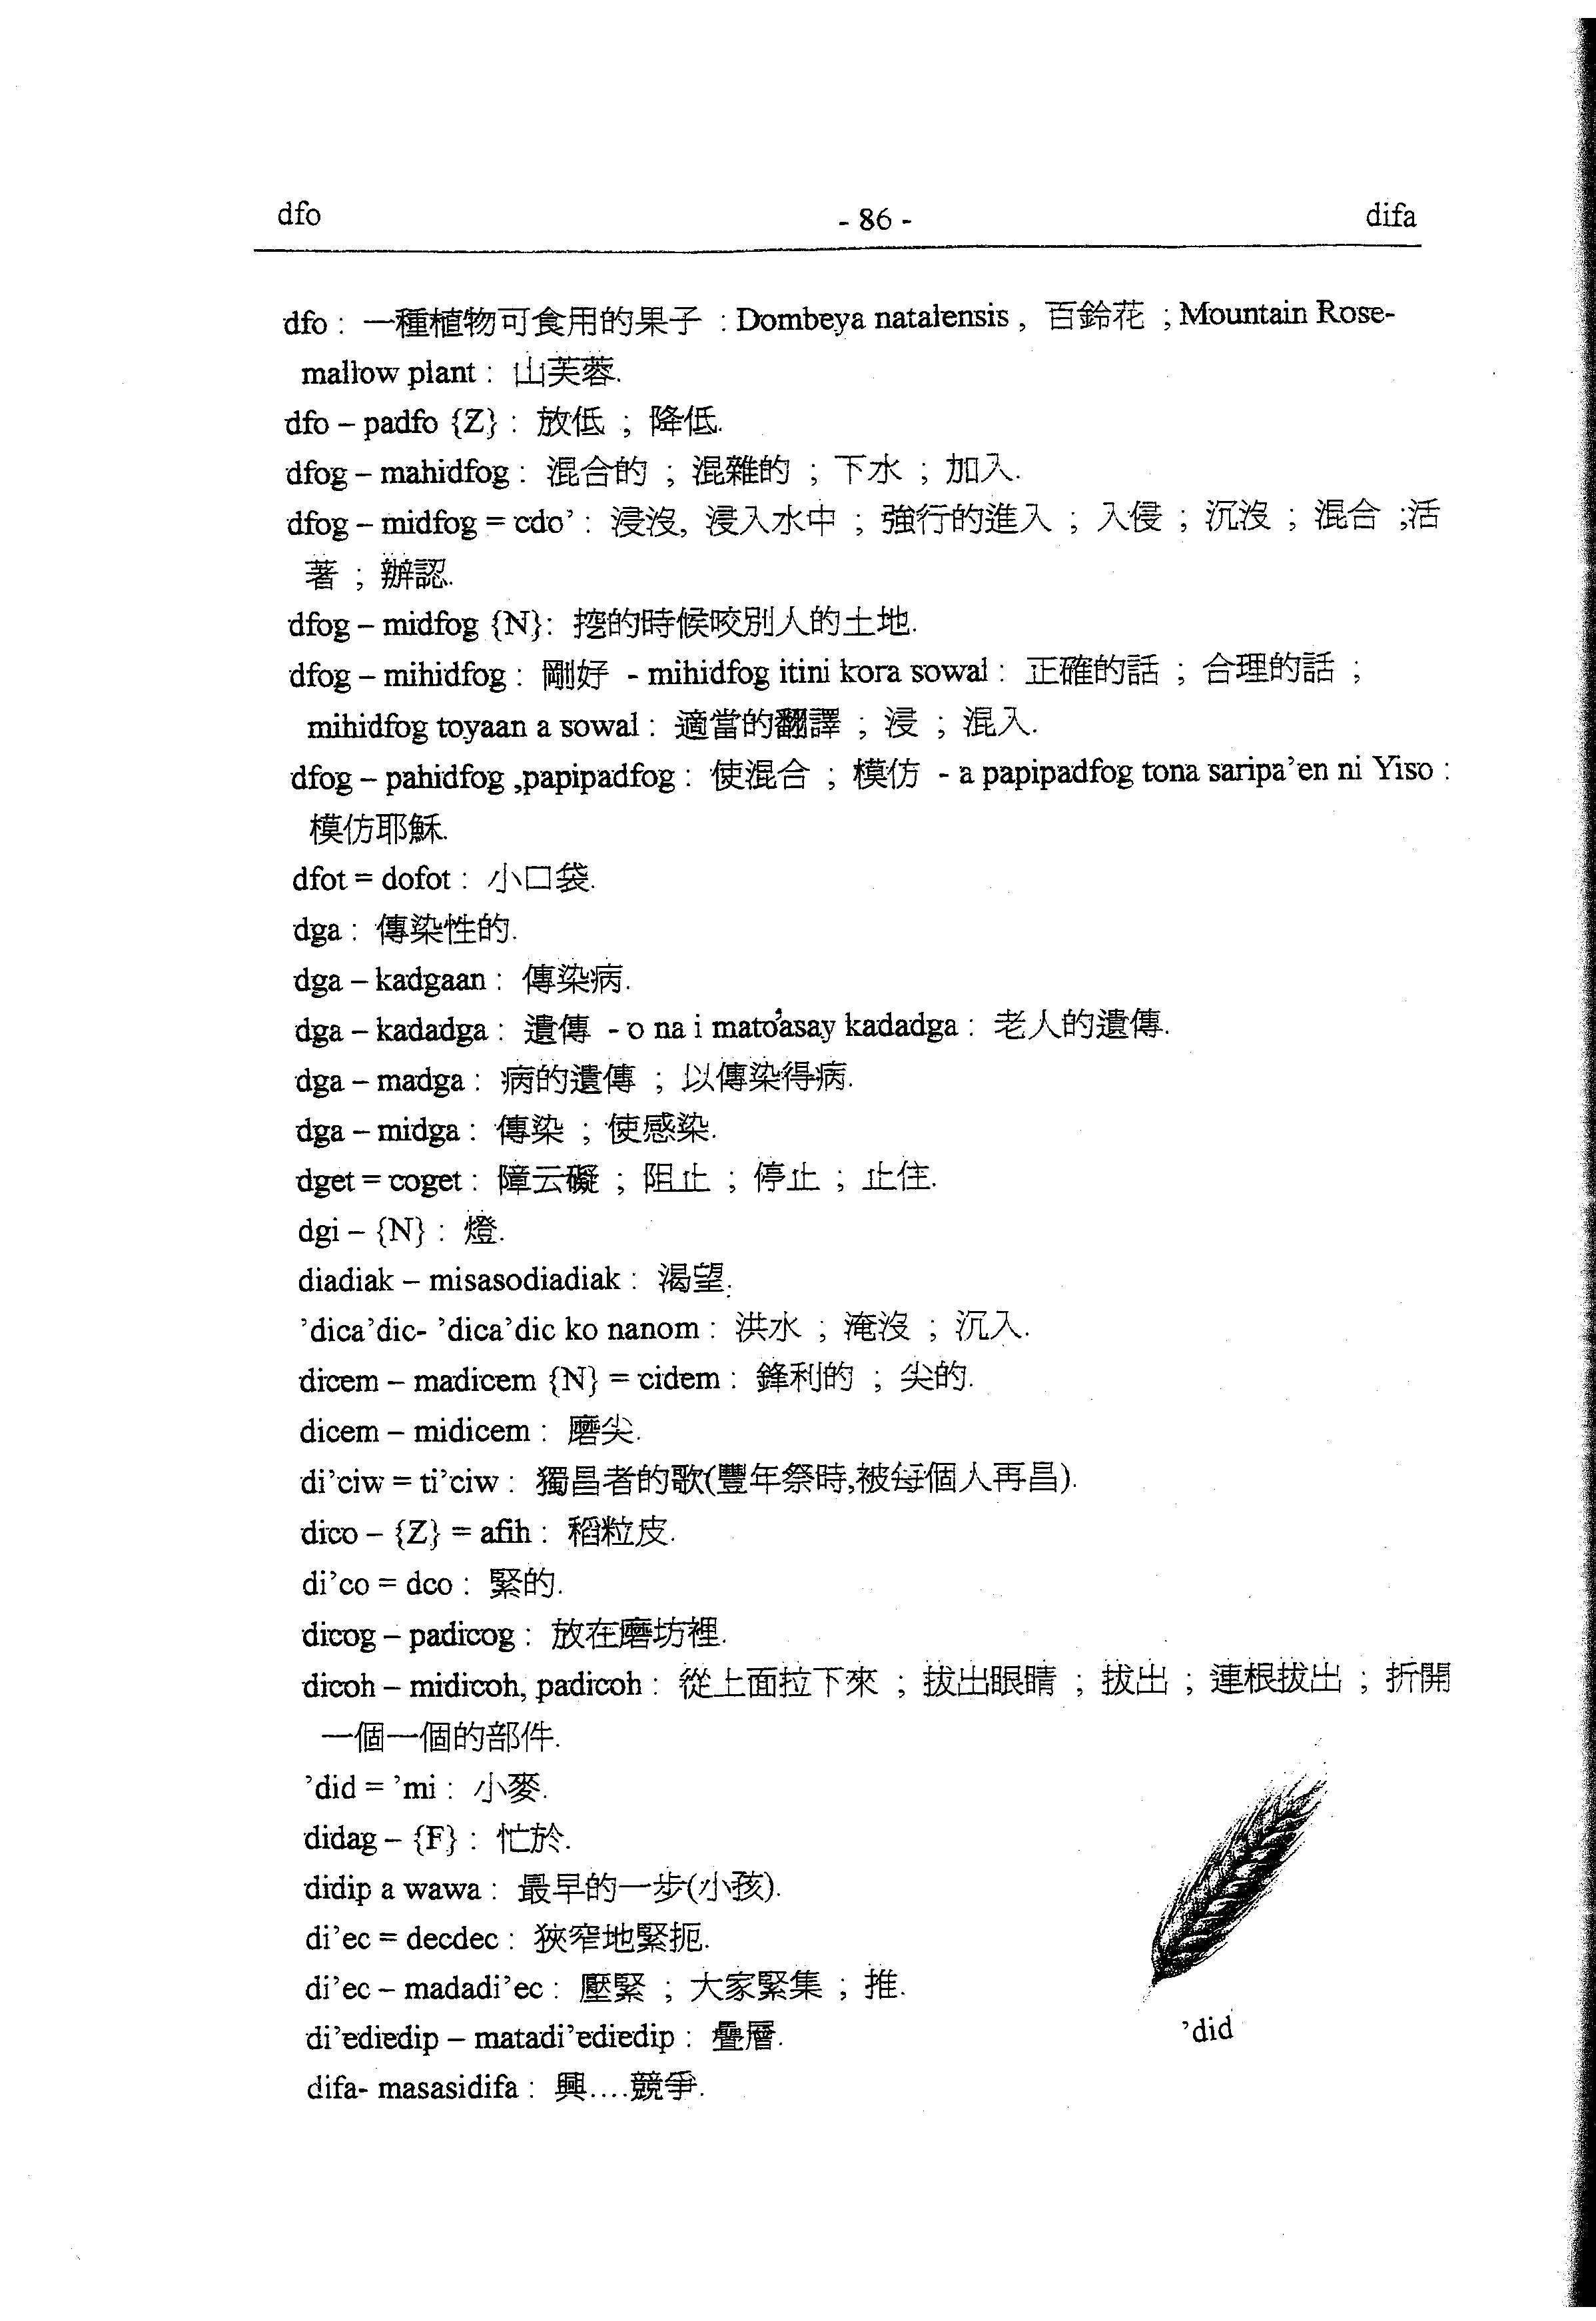 dfo - 86 - difa
dfo : 一種植物可食用的果子 : Dombeya natalensis , 百鈴花 ; Mountain Rose-
mallow plant : 山芙蓉.
dfo – padfo {Z} : 放低 ; 降低.
dfog – mahidfog : 混合的 ; 混雜的 ; 下水 ; 加入.
dfog – midfog = cdo’ : 浸沒, 浸入水中 ; 強行的進入 ; 入侵 ; 沉沒 ; 混合 ;活
著 ; 辦認.
dfog – midfog {N}: 挖的時候咬別人的土地.
dfog – mihidfog : 剛好 - mihidfog itini kora sowal : 正確的話 ; 合理的話 ;
mihidfog toyaan a sowal : 適當的翻譯 ; 浸 ; 混入.
dfog – pahidfog ,papipadfog : 使混合 ; 模仿 - a papipadfog tona saripa’en ni Yiso :
模仿耶穌.
dfot = dofot : 小口袋.
dga : 傳染性的.
dga – kadgaan : 傳染病.
dga – kadadga : 遺傳 - o na i mato’asay kadadga : 老人的遺傳.
dga – madga : 病的遺傳 ; 以傳染得病.
dga – midga : 傳染 ; 使感染.
dget = coget : 障云礙 ; 阻止 ; 停止 ; 止住.
dgi – {N} : 燈.
diadiak – misasodiadiak : 渴望.
’dica’dic- ’dica’dic ko nanom : 洪水 ; 淹沒 ; 沉入.
dicem – madicem {N} = cidem : 鋒利的 ; 尖的.
dicem – midicem : 磨尖.
di’ciw = ti’ciw : 獨昌者的歌(豐年祭時,被每個人再昌).
dico – {Z} = afih : 稻粒皮.
di’co = dco : 緊的.
dicog – padicog : 放在磨坊裡.
dicoh – midicoh, padicoh : 從上面拉下來 ; 拔出眼睛 ; 拔出 ; 連根拔出 ; 折開
一個一個的部件.
’did = ’mi : 小麥.
didag – {F} : 忙於.
didip a wawa : 最早的一步(小孩).
di’ec = decdec : 狹窄地緊扼.
di’ec – madadi’ec : 壓緊 ; 大家緊集 ; 推.
di’ediedip – matadi’ediedip : 疊層.
’did
difa- masasidifa : 興....競爭.